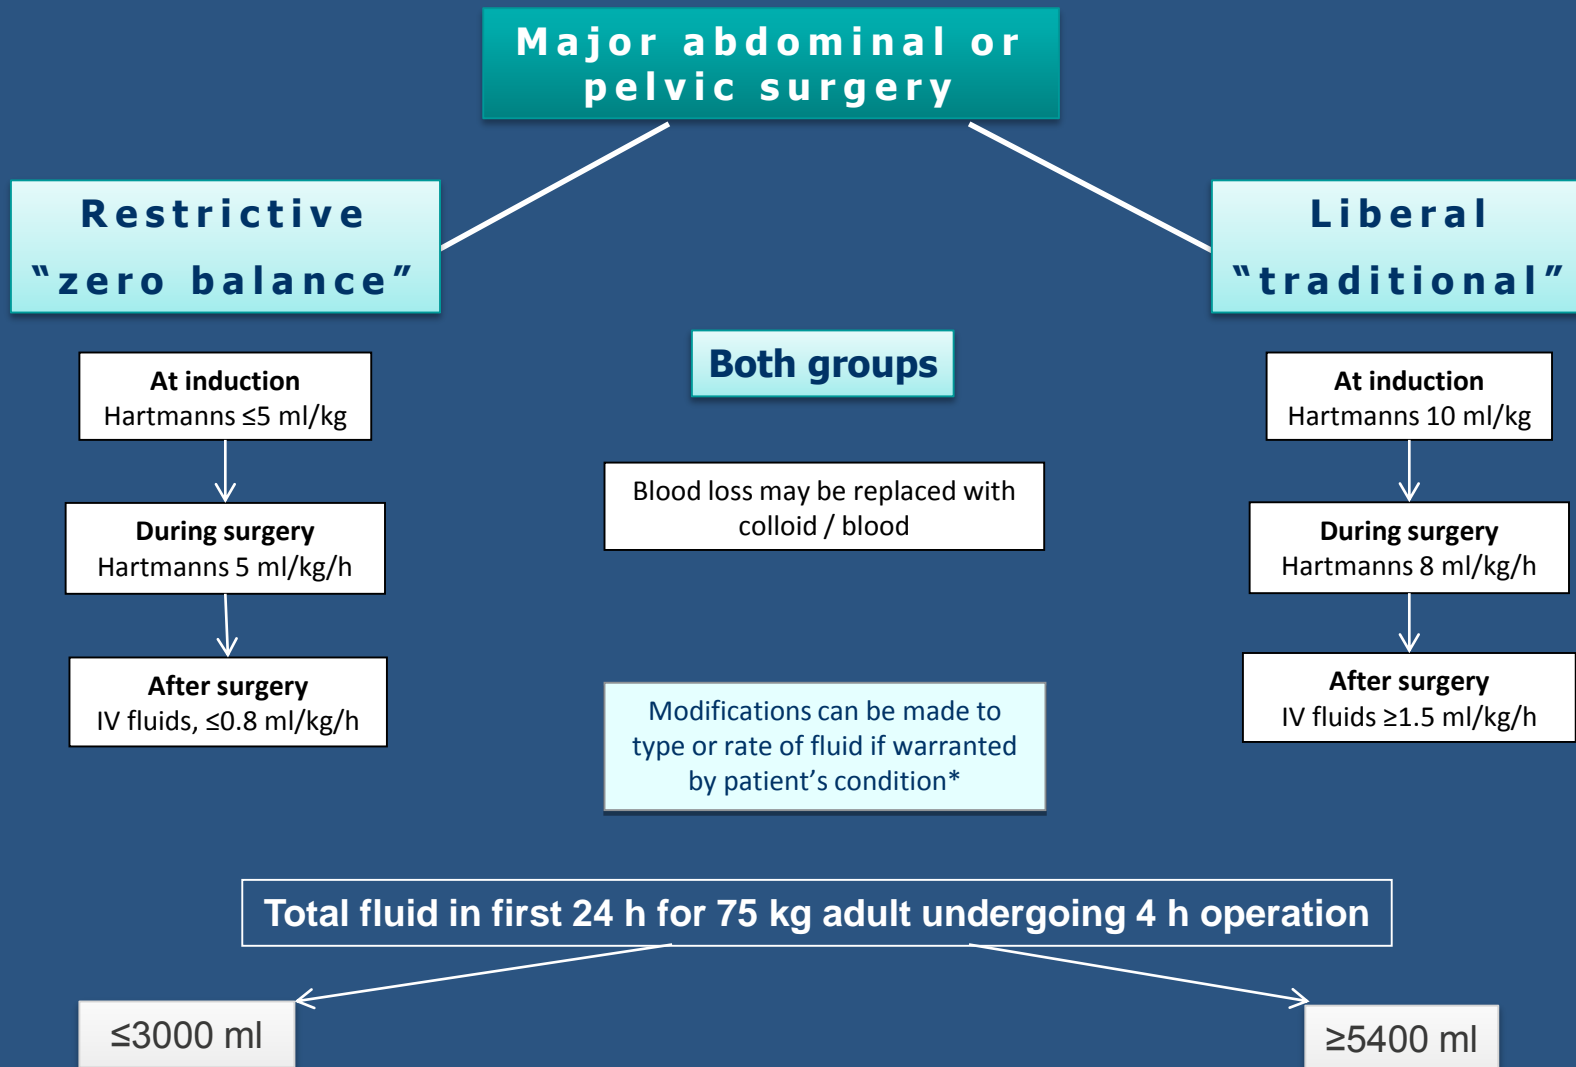 Major abdominal or
pelvic surgery
Restrictive
“zero balance”
Liberal
“traditional”
Both groups
At induction
Hartmanns ≤5 ml/kg
During surgery
Hartmanns 5 ml/kg/h
After surgery
IV fluids, ≤0.8 ml/kg/h
Blood loss may be replaced with
colloid / blood
Modifications can be made to
type or rate of fluid if warranted
by patient’s condition*
At induction
Hartmanns 10 ml/kg
During surgery
Hartmanns 8 ml/kg/h
After surgery
IV fluids ≥1.5 ml/kg/h
Total fluid in first 24 h for 75 kg adult undergoing 4 h operation
≤3000 ml
≥5400 ml